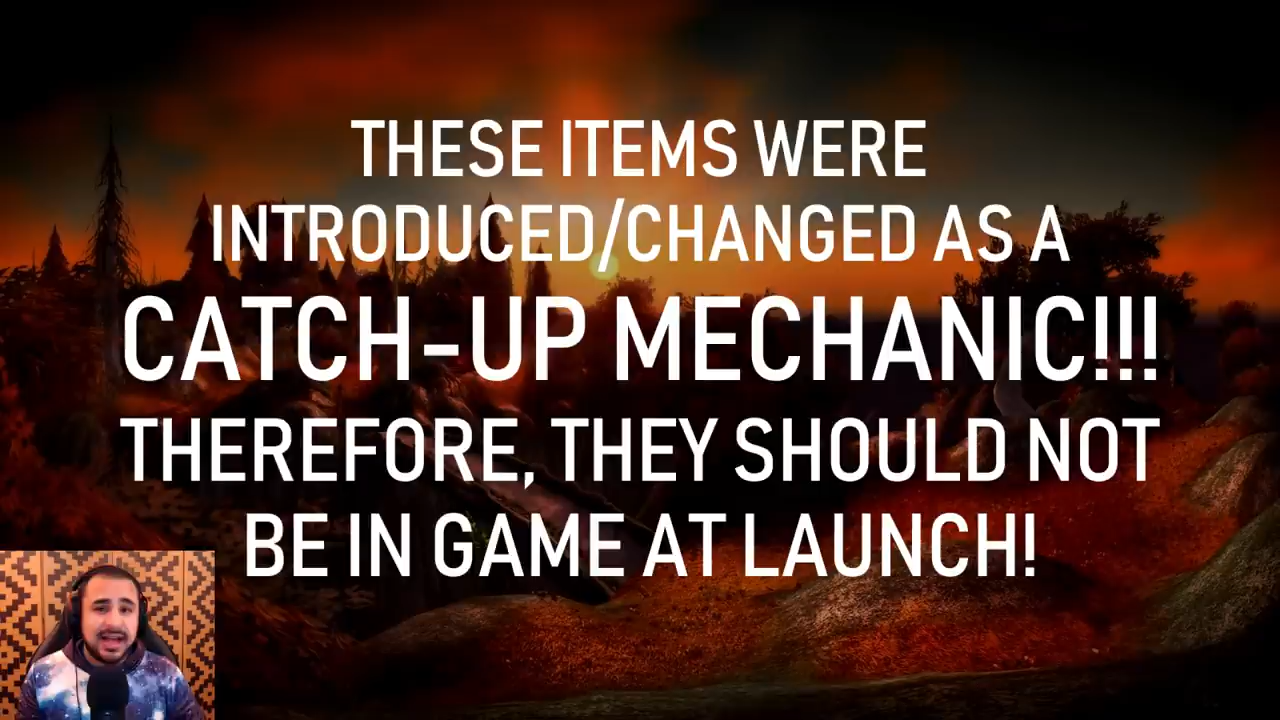 THESE ITEMS WERE
INTRODUCED/CHANGED AS A
CATCH-UP MECHANIC!!!
THEREFORE, THEY SHOULD NOT
BE IN GAME AT LAUNCH!